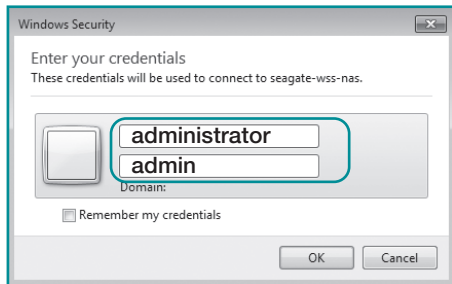 Windows Security
Enter your credentials
These credentials will be used to connect to seagate-wss-nas.
administrator
admin
Domain:
Remember my credentials
OK Cancel